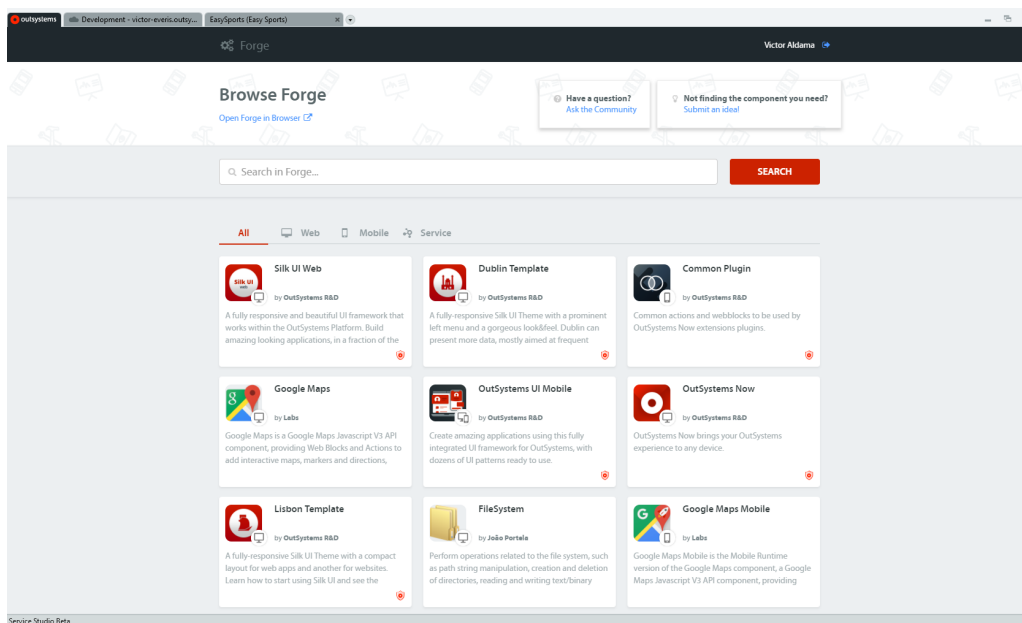 outsystems
Development - victor-everis.outsy...
EasySports (Easy Sports)
Forge
Victor Aldama
Browse Forge
Open Forge in Browser
Have a question?
Ask the Community
Not finding the component you need?
Submit an idea!
Search in Forge...
SEARCH
All
Web
Mobile
Service
Silk UI
web
Silk UI Web
by OutSystems R&D
A fully responsive and beautiful UI framework that
works within the OutSystems Platform. Build
amazing looking applications, in a fraction of the
Dublin Template
by OutSystems R&D
A fully-responsive Silk UI Theme with a prominent
left menu and a gorgeous look&feel. Dublin can
present more data, mostly aimed at frequent
Common Plugin
by OutSystems R&D
Common actions and webblocks to be used by
OutSystems Now extensions plugins.
8
Google Maps
by Labs
Google Maps is a Google Maps Javascript V3 API
component, providing Web Blocks and Actions to
add interactive maps, markers and directions,
OutSystems UI Mobile
by OutSystems R&D
Create amazing applications using this fully
integrated UI framework for OutSystems, with
dozens of UI patterns ready to use.
OutSystems Now
by OutSystems R&D
OutSystems Now brings your OutSystems
experience to any device.
Lisbon Template
by OutSystems R&D
A fully-responsive Silk UI Theme with a compact
layout for web apps and another for websites.
Learn how to start using Silk UI and see the
FileSystem
by João Portela
Perform operations related to the file system, such
as path string manipulation, creation and deletion
of directories, reading and writing text/binary
G
Google Maps Mobile
by Labs
Google Maps Mobile is the Mobile Runtime
version of the Google Maps component, a Google
Maps Javascript V3 API component, providing
Service Studio Beta